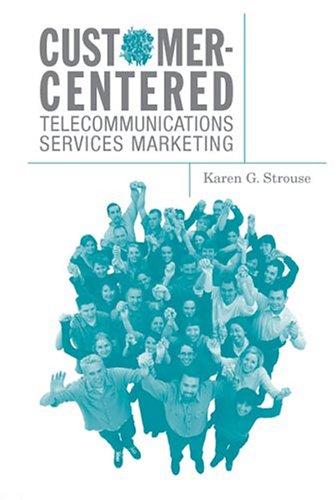 CUSTOMER-
CENTERED
TELECOMMUNICATIONS
SERVICES MARKETING
Karen G. Strouse